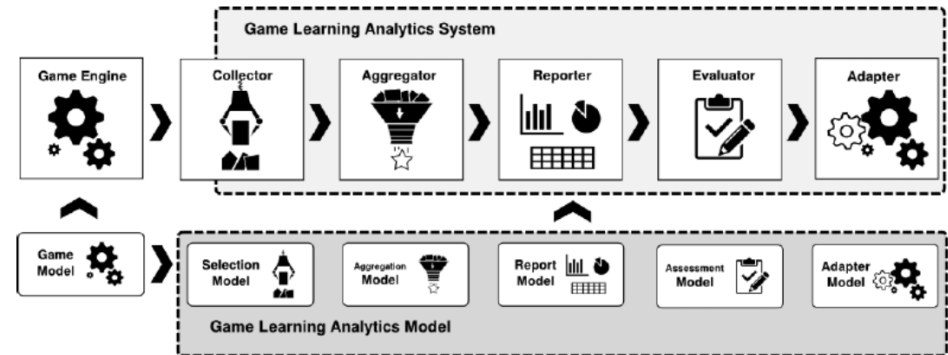 Game Learning Analytics System
Game Engine
Collector
Aggregator
Reporter
Evaluator
Adapter
Game
Model
Selection
Model
Aggregation
Model
Report
Model
Assessment
Model
Adapter
Model
Game Learning Analytics Model